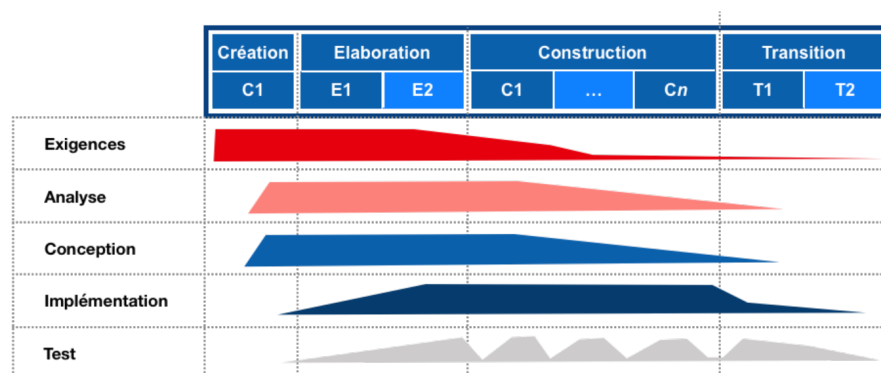 Création Elaboration Construction Transition
C1 E1 E2 C1 ... Cn T1 T2
Exigences
Analyse
Conception
Implémentation
Test